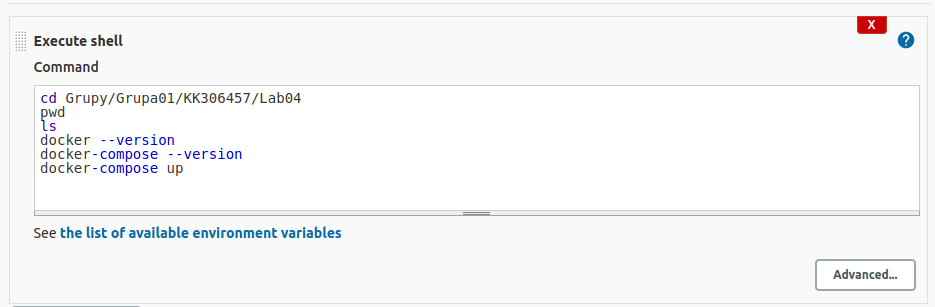 X
Execute shell
?
Command
cd Grupy/Grupa01/KK306457/Lab04
pwd
ls
docker --version
docker-compose --version
docker-compose up
See the list of available environment variables
Advanced...